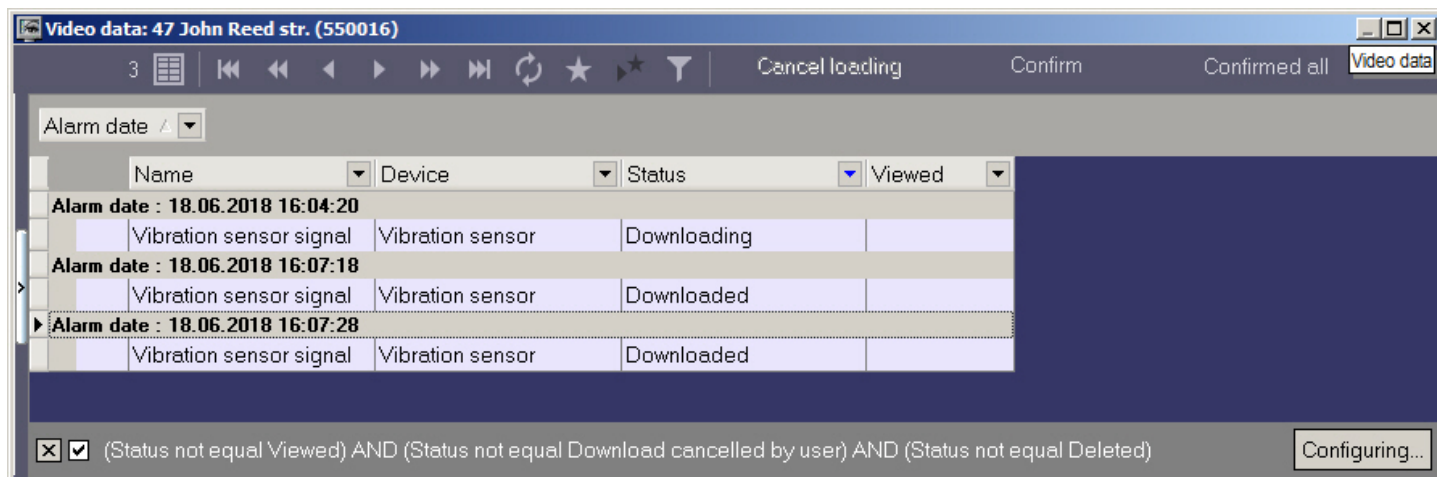 Video data: 47 John Reed str. (550016)
3 Cancel loading Confirm Confirmed all Video data
Alarm date
Name Device Status Viewed
Alarm date : 18.06.2018 16:04:20
Vibration sensor signal Vibration sensor Downloading
Alarm date : 18.06.2018 16:07:18
Vibration sensor signal Vibration sensor Downloaded
Alarm date : 18.06.2018 16:07:28
Vibration sensor signal Vibration sensor Downloaded
(Status not equal Viewed) AND (Status not equal Download cancelled by user) AND (Status not equal Deleted) Configuring...